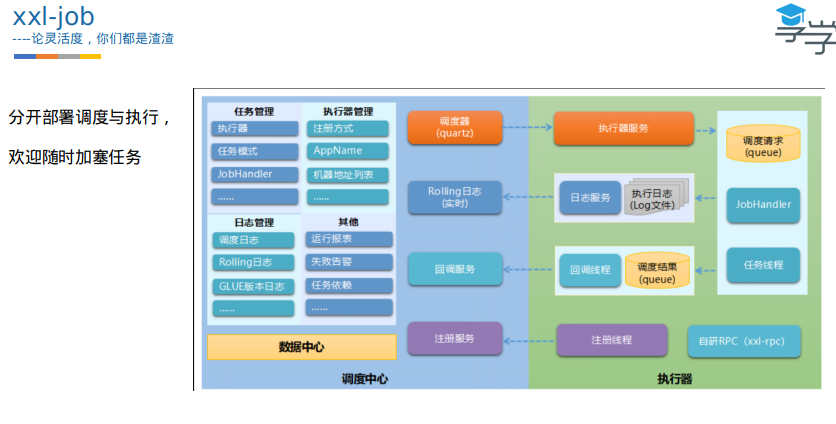 xxl-job
----论灵活度，你们都是渣渣
学学
分开部署调度与执行，
欢迎随时加塞任务
任务管理
执行器
任务模式
JobHandler
......
执行器管理
注册方式
AppName
机器地址列表
......
日志管理
调度日志
Rolling日志
GLUE版本日志
......
其他
运行报表
失败告警
任务依赖
......
数据中心
调度器
(quartz)
Rolling日志
(实时)
回调服务
注册服务
调度中心
执行器服务
日志服务
执行日志
(Log文件)
回调线程
调度结果
(queue)
注册线程
调度请求
(queue)
JobHandler
任务线程
自研RPC（xxl-rpc）
执行器